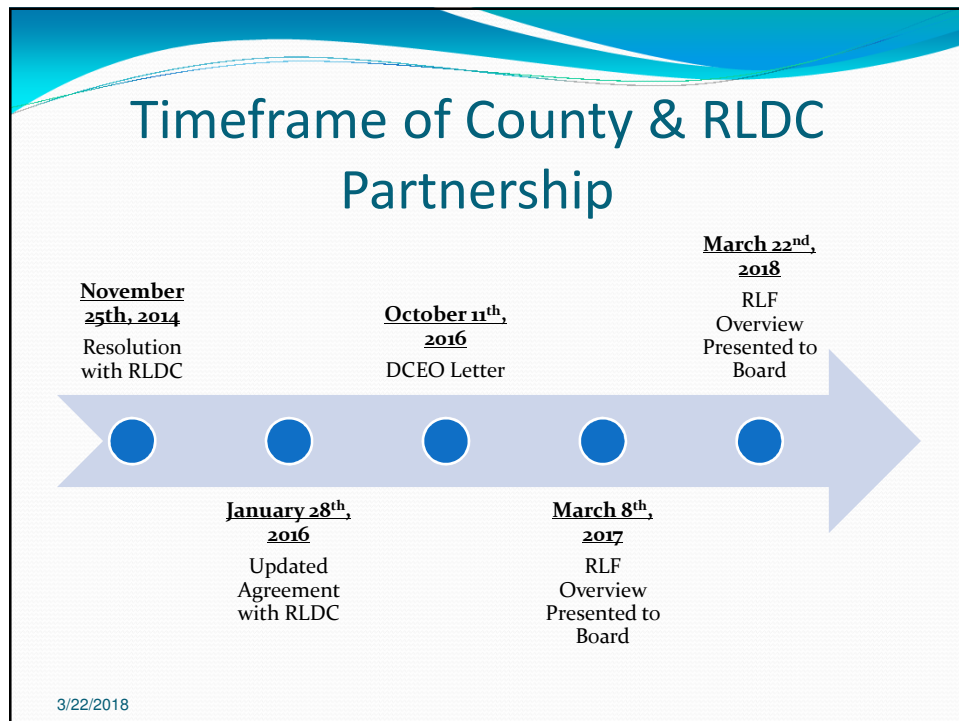 Timeframe of County & RLDC
Partnership
November
25th, 2014
Resolution
with RLDC
January 28th,
2016
Updated
Agreement
with RLDC
October 11th,
2016
DCEO Letter
March 8th,
2017
RLF
Overview
Presented to
Board
March 22nd,
2018
RLF
Overview
Presented to
Board
3/22/2018